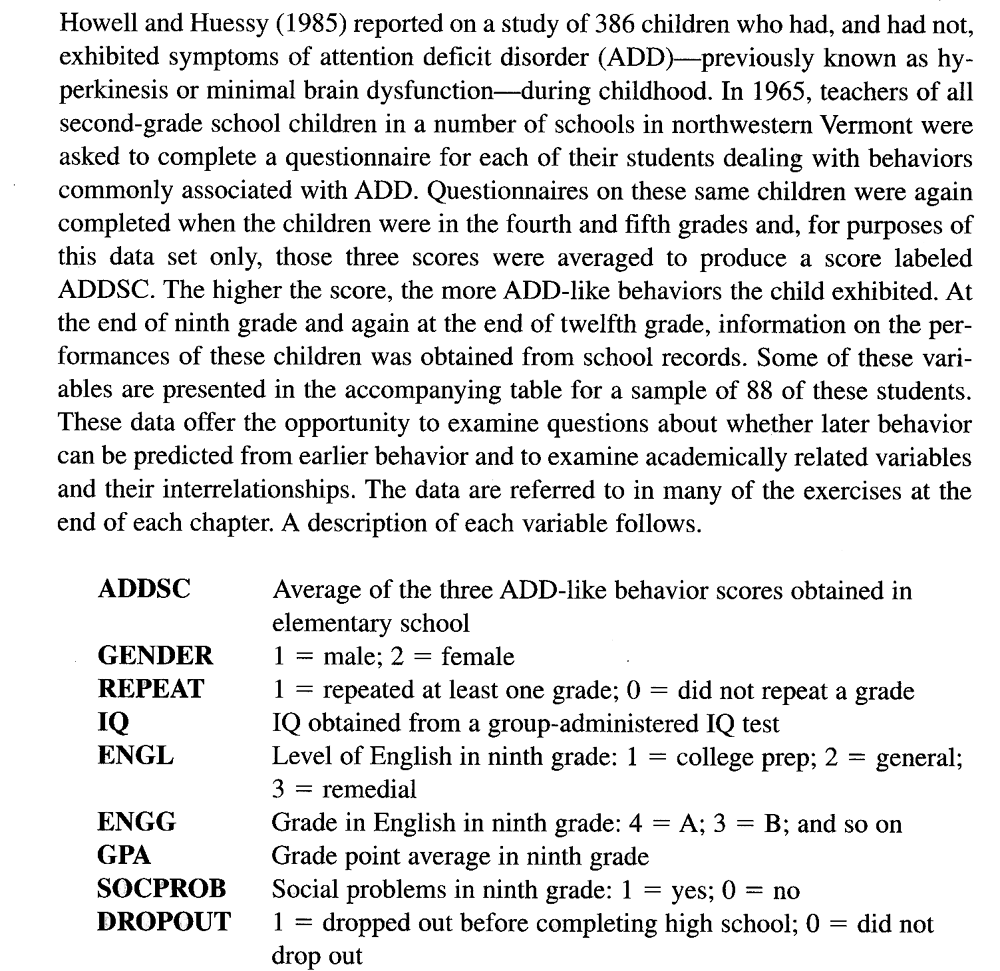 Howell and Huessy (1985) reported on a study of 386 children who had, and had not,
exhibited symptoms of attention deficit disorder (ADD)—previously known as hy-
perkinesis or minimal brain dysfunction—during childhood. In 1965, teachers of all
second-grade school children in a number of schools in northwestern Vermont were
asked to complete a questionnaire for each of their students dealing with behaviors
commonly associated with ADD. Questionnaires on these same children were again
completed when the children were in the fourth and fifth grades and, for purposes of
this data set only, those three scores were averaged to produce a score labeled
ADDSC. The higher the score, the more ADD-like behaviors the child exhibited. At
the end of ninth grade and again at the end of twelfth grade, information on the per-
formances of these children was obtained from school records. Some of these vari-
ables are presented in the accompanying table for a sample of 88 of these students.
These data offer the opportunity to examine questions about whether later behavior
can be predicted from earlier behavior and to examine academically related variables
and their interrelationships. The data are referred to in many of the exercises at the
end of each chapter. A description of each variable follows.
ADDSC Average of the three ADD-like behavior scores obtained in
elementary school
GENDER 1 = male; 2 = female
REPEAT 1 = repeated at least one grade; 0 = did not repeat a grade
IQ IQ obtained from a group-administered IQ test
ENGL Level of English in ninth grade: 1 = college prep; 2 = general;
3 = remedial
ENGG Grade in English in ninth grade: 4 = A; 3 = B; and so on
GPA Grade point average in ninth grade
SOCPROB Social problems in ninth grade: 1 = yes; 0 = no
DROPOUT 1 = dropped out before completing high school; 0 = did not
drop out